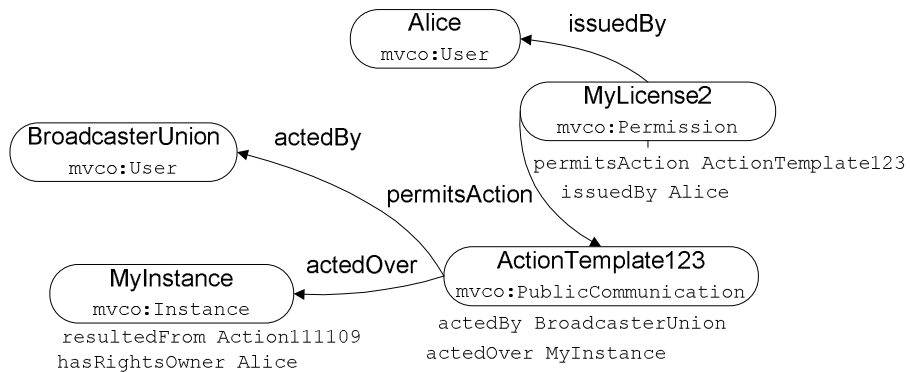 Alice
mvco:User
issuedBy
MyLicense2
mvco:Permission
permitsAction ActionTemplate123
issuedBy Alice
BroadcasterUnion
mvco:User
actedBy
permitsAction
actedOver
MyInstance
mvco:Instance
resultedFrom Action111109
hasRightsOwner Alice
ActionTemplate123
mvco:PublicCommunication
actedBy BroadcasterUnion
actedOver MyInstance